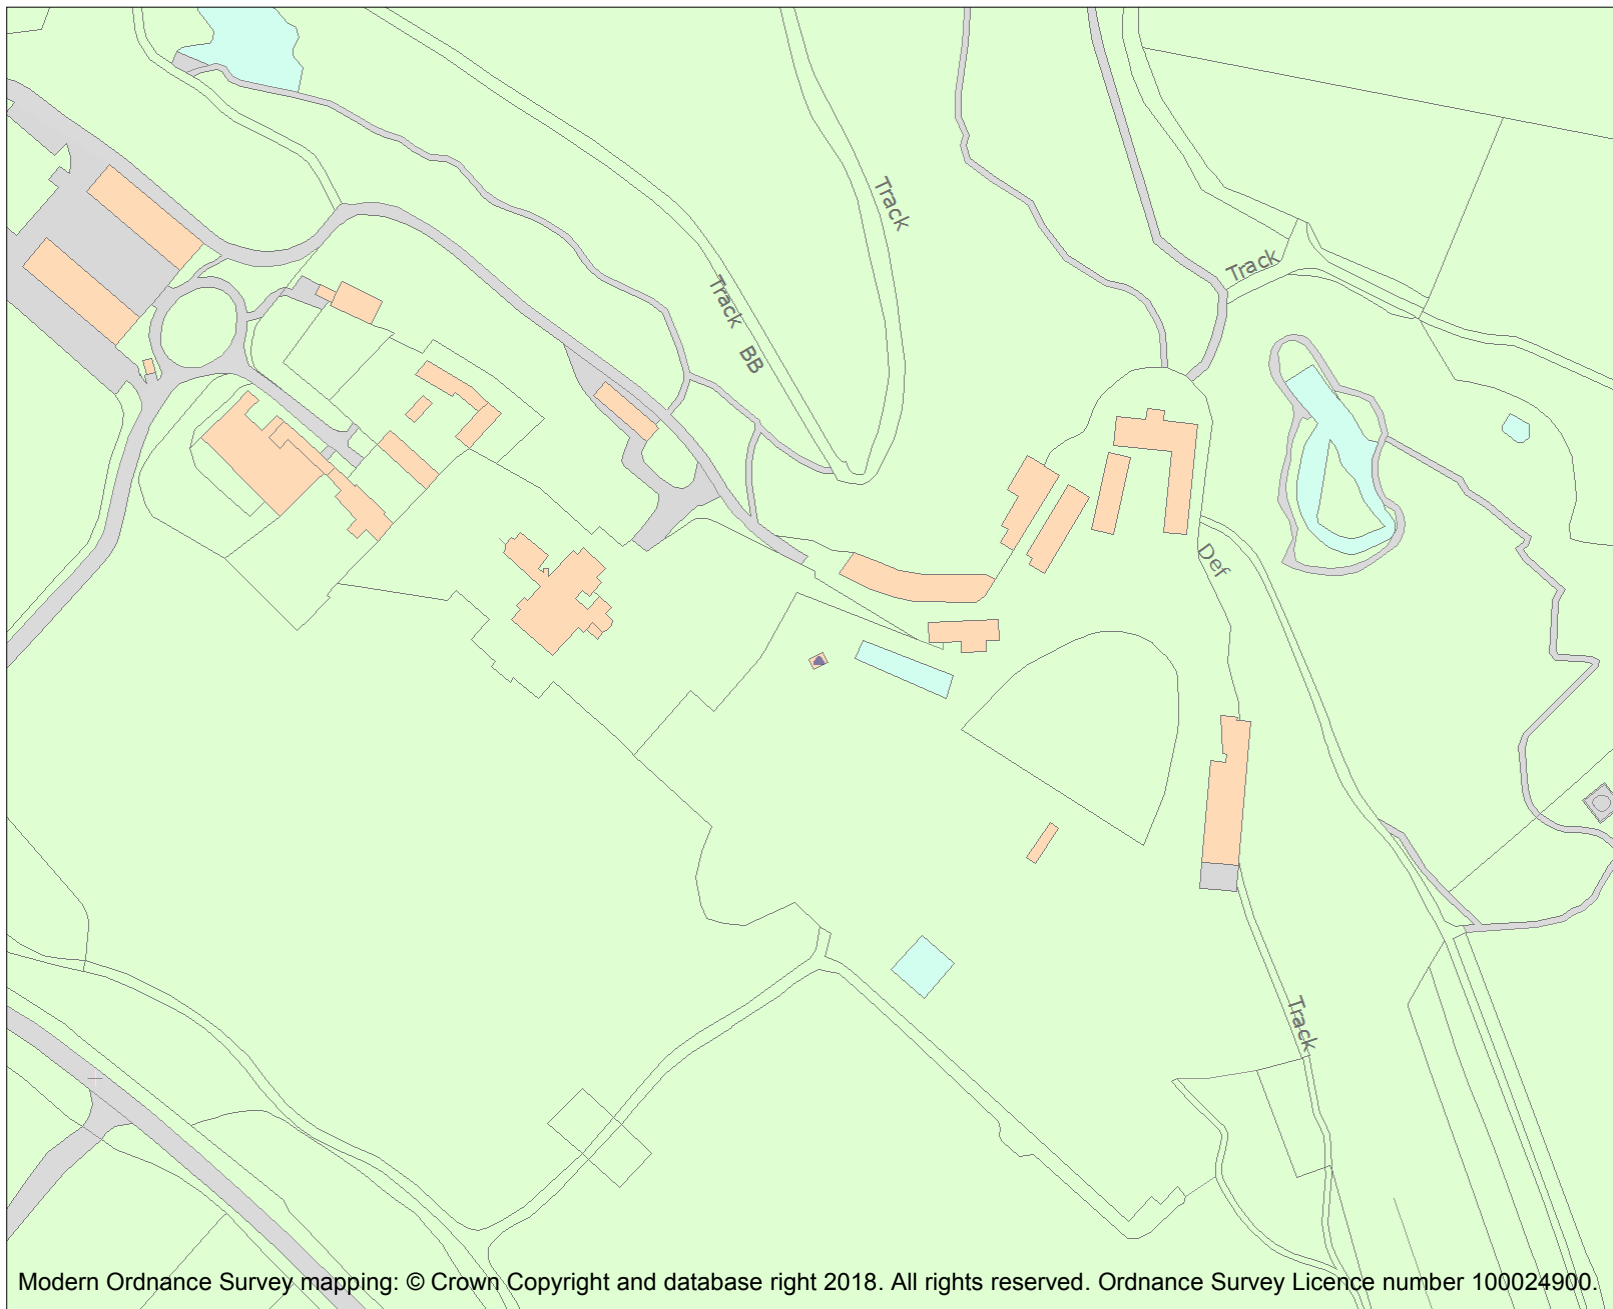 Track
Track
Track
BB
Def
Track
Modern Ordnance Survey mapping: © Crown Copyright and database right 2018. All rights reserved. Ordnance Survey Licence number 100024900.